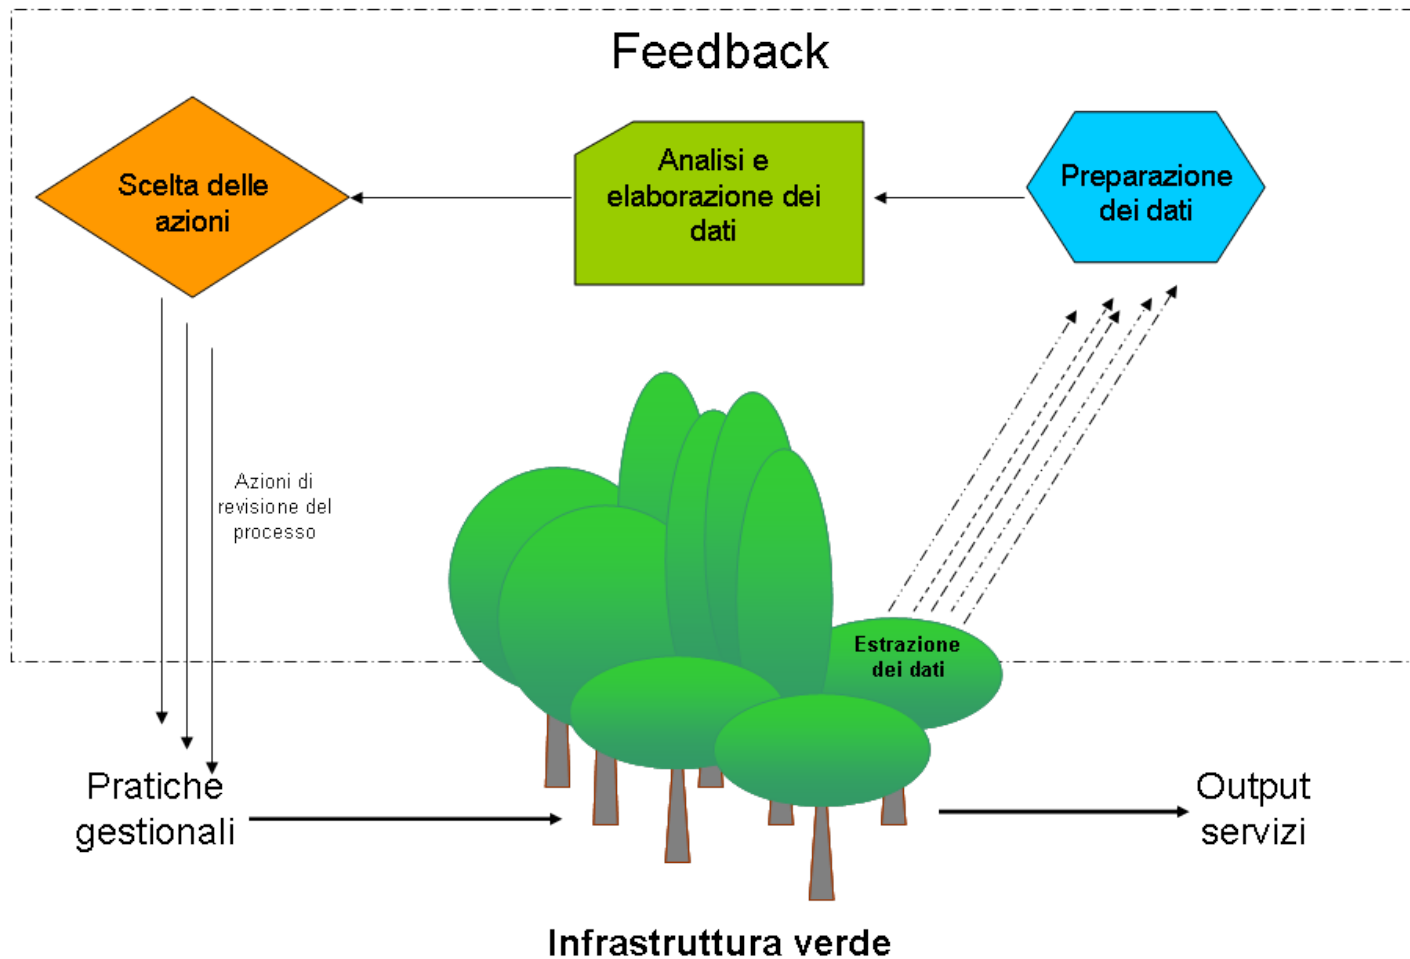 Feedback
Scelta delle
azioni
Analisi e
elaborazione dei
dati
Preparazione
dei dati
Azioni di
revisione del
processo
Estrazione
dei dati
Pratiche
gestionali
Output
servizi
Infrastruttura verde